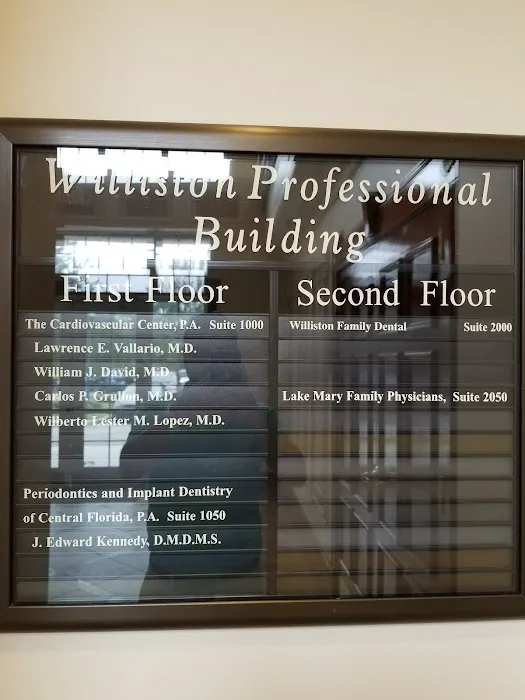 Williston Professional
Building
First Floor
The Cardiovascular Center, P.A. Suite 1000
Lawrence E. Vallario, M.D.
William J. David, M.D
Carlos P. Grullon, M.D.
Wilberto Lester M. Lopez, M.D.
Periodontics and Implant Dentistry
of Central Florida, P.A. Suite 1050
J. Edward Kennedy, D.M.D.M.S.
Second Floor
Williston Family Dental Suite 2000
Lake Mary Family Physicians, Suite 2050